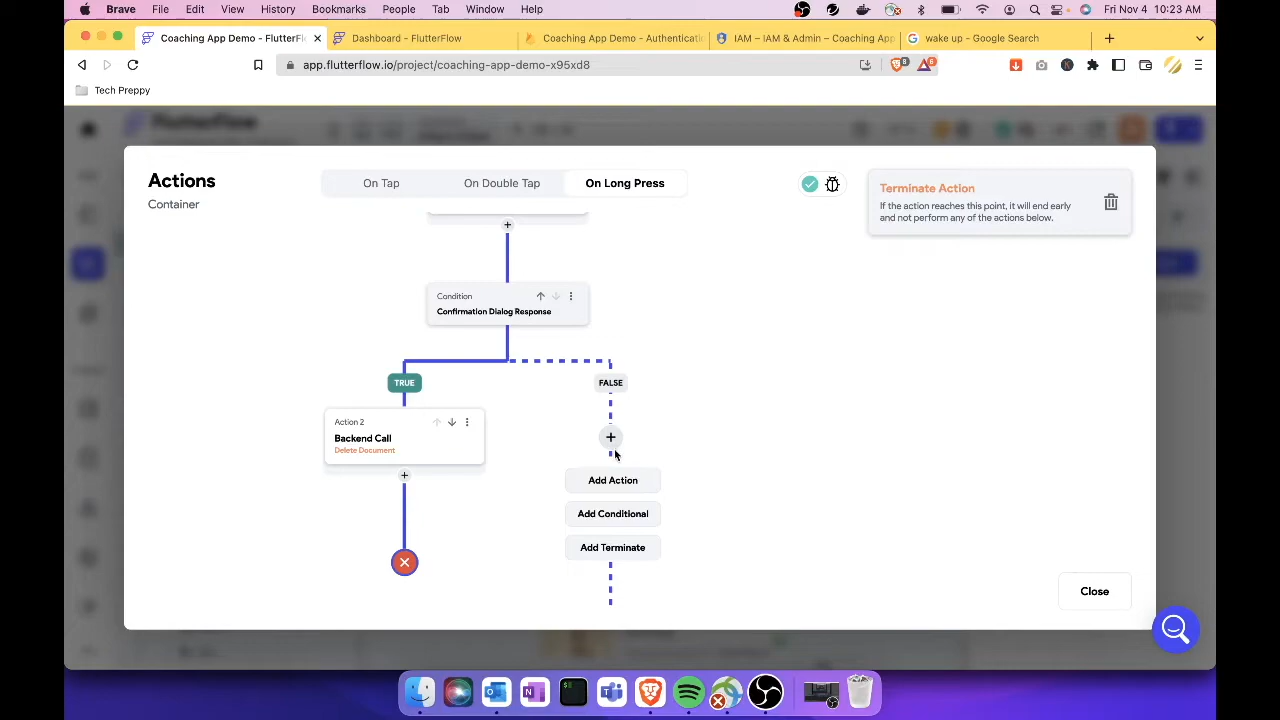 Brave File Edit View History Bookmarks People Tab Window Help Fri Nov 4 10:23 AM
Coaching App Demo - FlutterFl
Dashboard - FlutterFlow
Coaching App Demo - Authenticati
IAM – IAM & Admin – Coaching App
wake up - Google Search
app.flutterflow.io/project/coaching-app-demo-x95xd8
8
6
Tech Preppy
FlutterFlow
Actions
Container
On Tap
On Double Tap
On Long Press
Terminate Action
If the action reaches this point, it will end early
and not perform any of the actions below.
Condition
Confirmation Dialog Response
TRUE
FALSE
Action 2
Backend Call
Delete Document
Add Action
Add Conditional
Add Terminate
Close